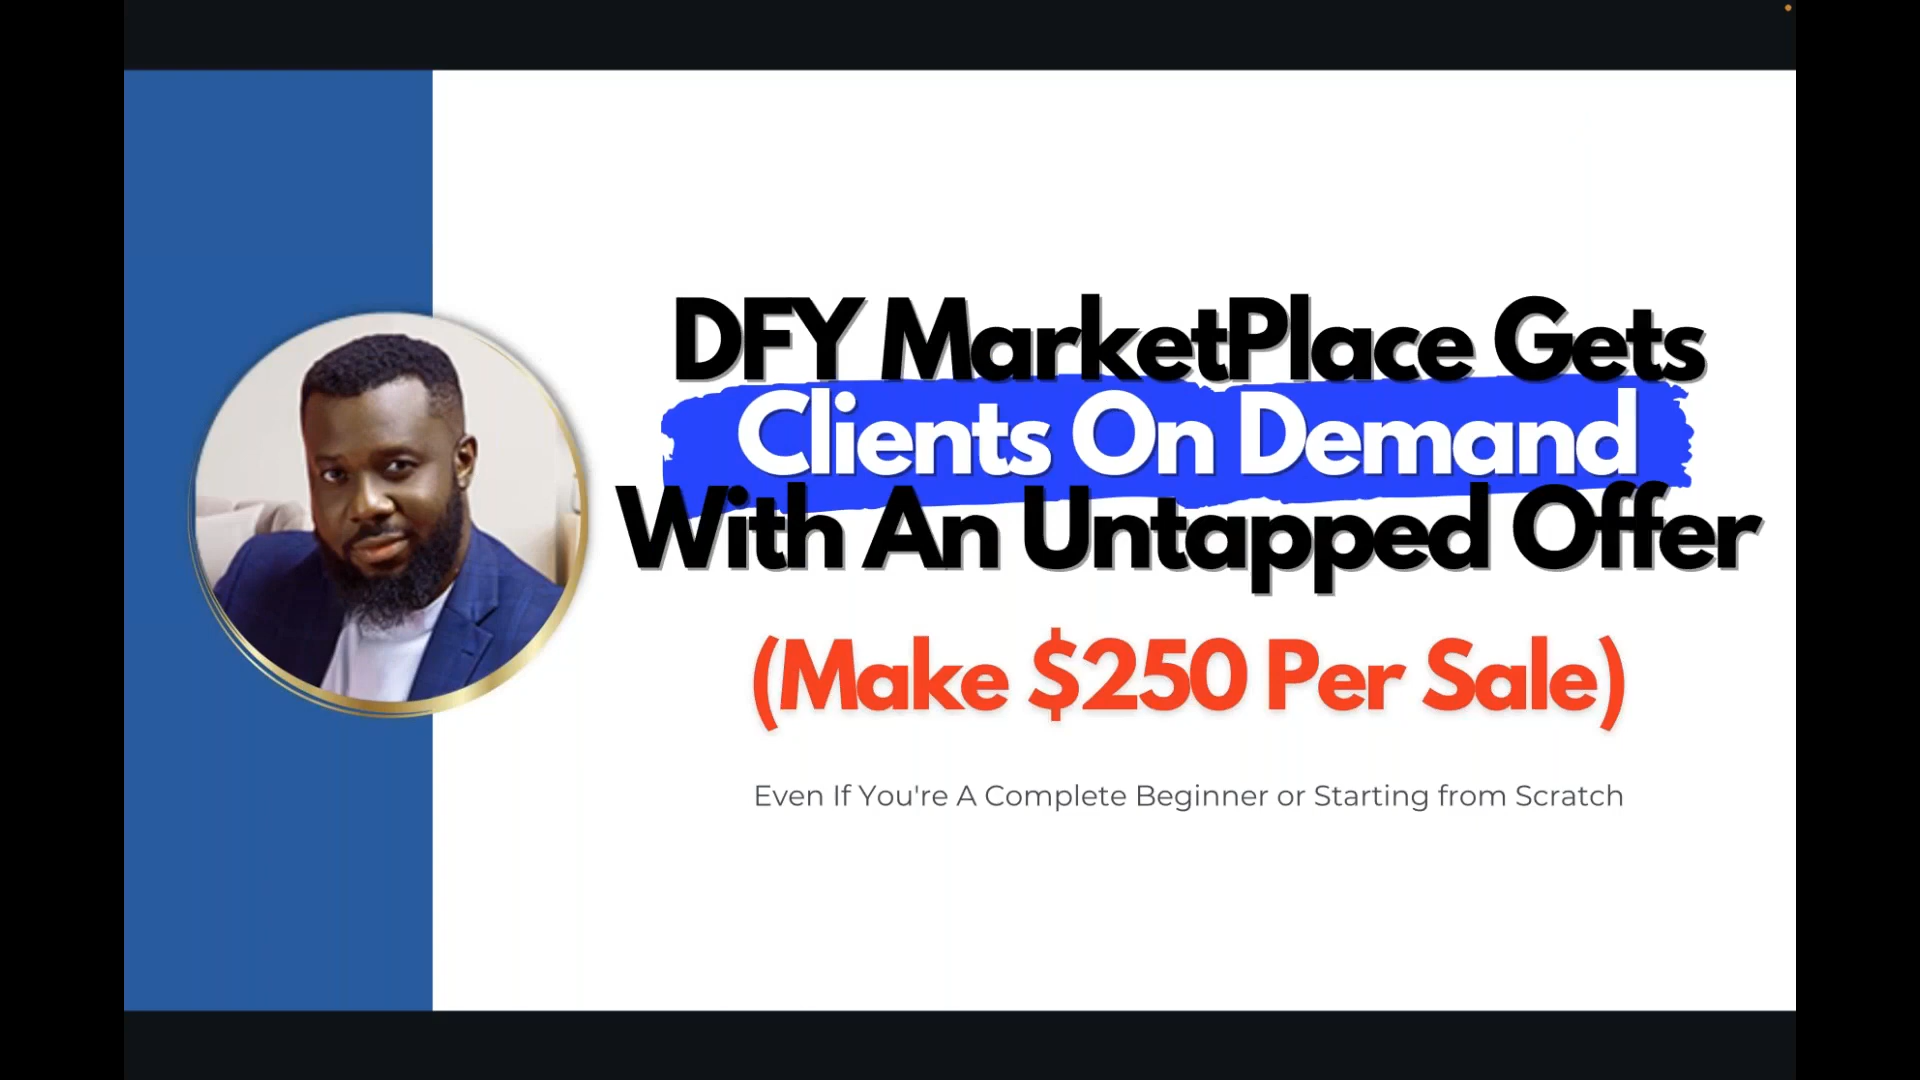 DFY MarketPlace Gets
Clients On Demand
With An Untapped Offer
(Make $250 Per Sale)
Even If You're A Complete Beginner or Starting from Scratch